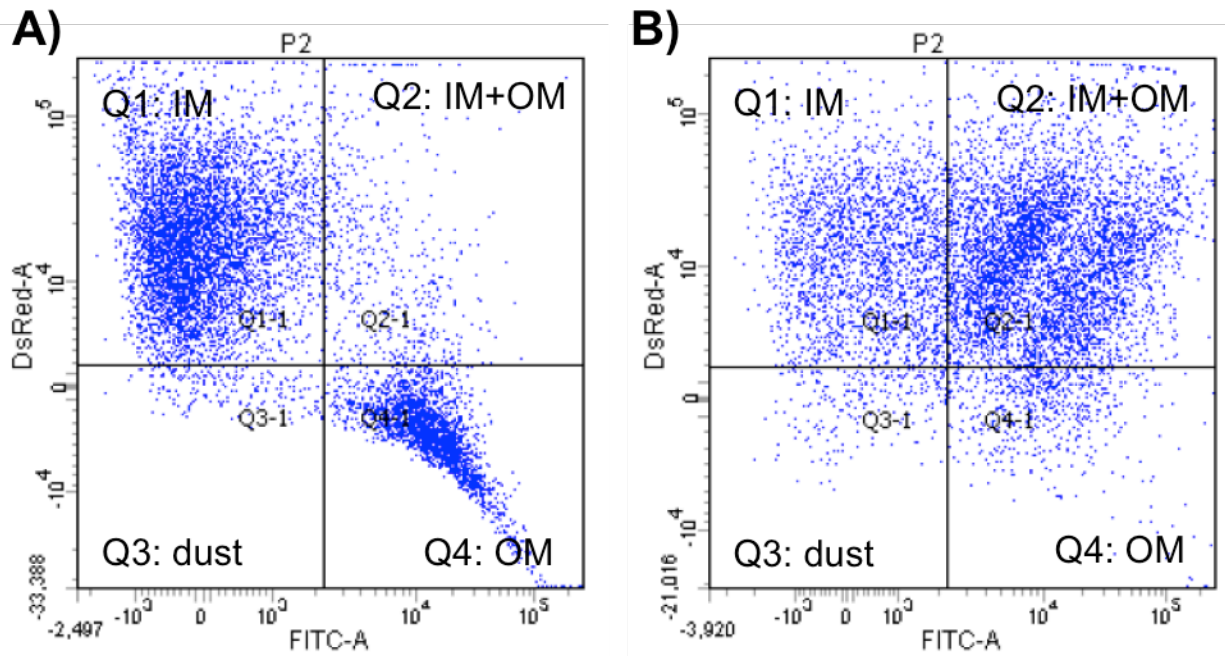 A)
P2
Q1: IM
Q2: IM+OM
Q1-1
Q2-1
Q3-1
Q4-1
Q3: dust
Q4: OM
DsRed-A
10^5
10^4
0
-10^4
-33,388
-2,497
-10^3
0
10^3
10^4
10^5
FITC-A
B)
P2
Q1: IM
Q2: IM+OM
Q1-1
Q2-1
Q3-1
Q4-1
Q3: dust
Q4: OM
DsRed-A
10^5
10^4
0
-10^4
-21,016
-3,920
-10^3
0
10^3
10^4
10^5
FITC-A